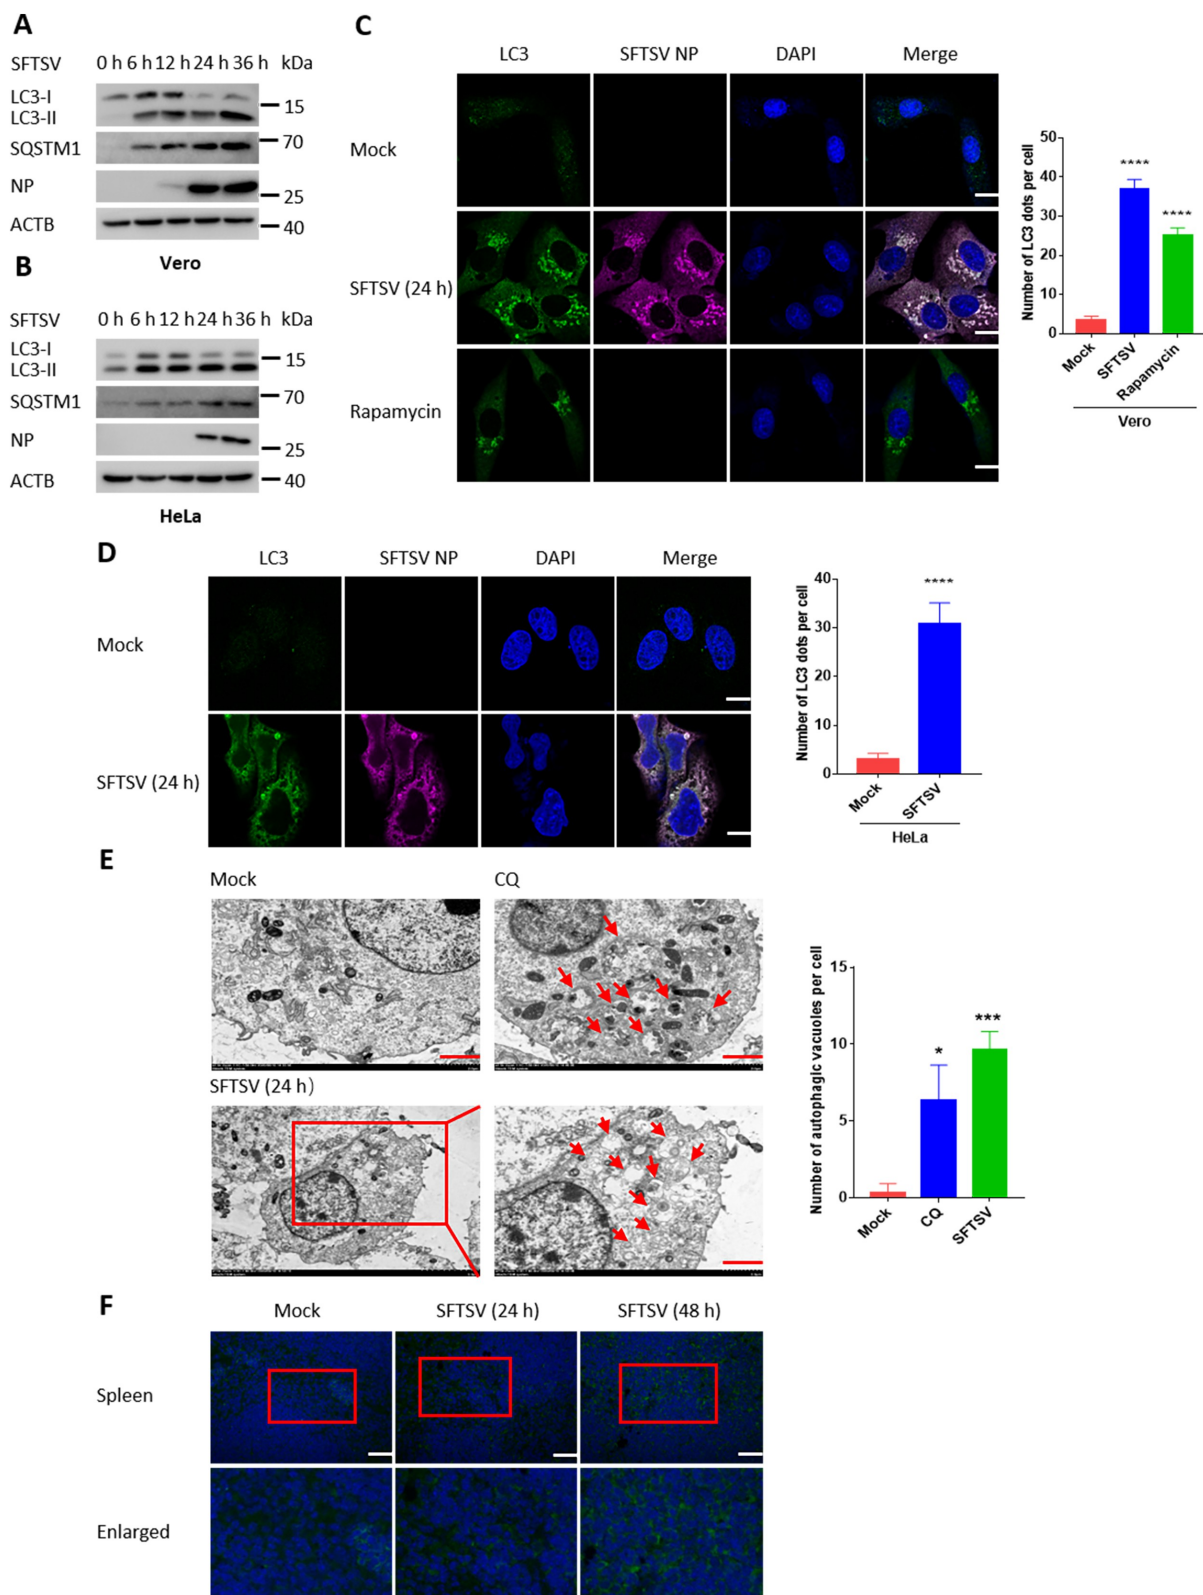 A
SFTSV 0 h 6 h 12 h 24 h 36 h kDa
LC3-I
LC3-II
15
SQSTM1
70
NP
25
ACTB
40
Vero
B
SFTSV 0 h 6 h 12 h 24 h 36 h kDa
LC3-I
LC3-II
15
SQSTM1
70
NP
25
ACTB
40
HeLa
C
LC3 SFTSV NP DAPI Merge
Mock
SFTSV (24 h)
Rapamycin
Number of LC3 dots per cell
50
40
30
20
10
0
****
****
Mock
SFTSV
Rapamycin
Vero
D
LC3 SFTSV NP DAPI Merge
Mock
SFTSV (24 h)
Number of LC3 dots per cell
40
30
20
10
0
****
Mock
SFTSV
HeLa
E
Mock CQ
SFTSV (24 h)
Number of autophagic vacuoles per cell
15
10
5
0
*
***
Mock
CQ
SFTSV
F
Mock SFTSV (24 h) SFTSV (48 h)
Spleen
Enlarged